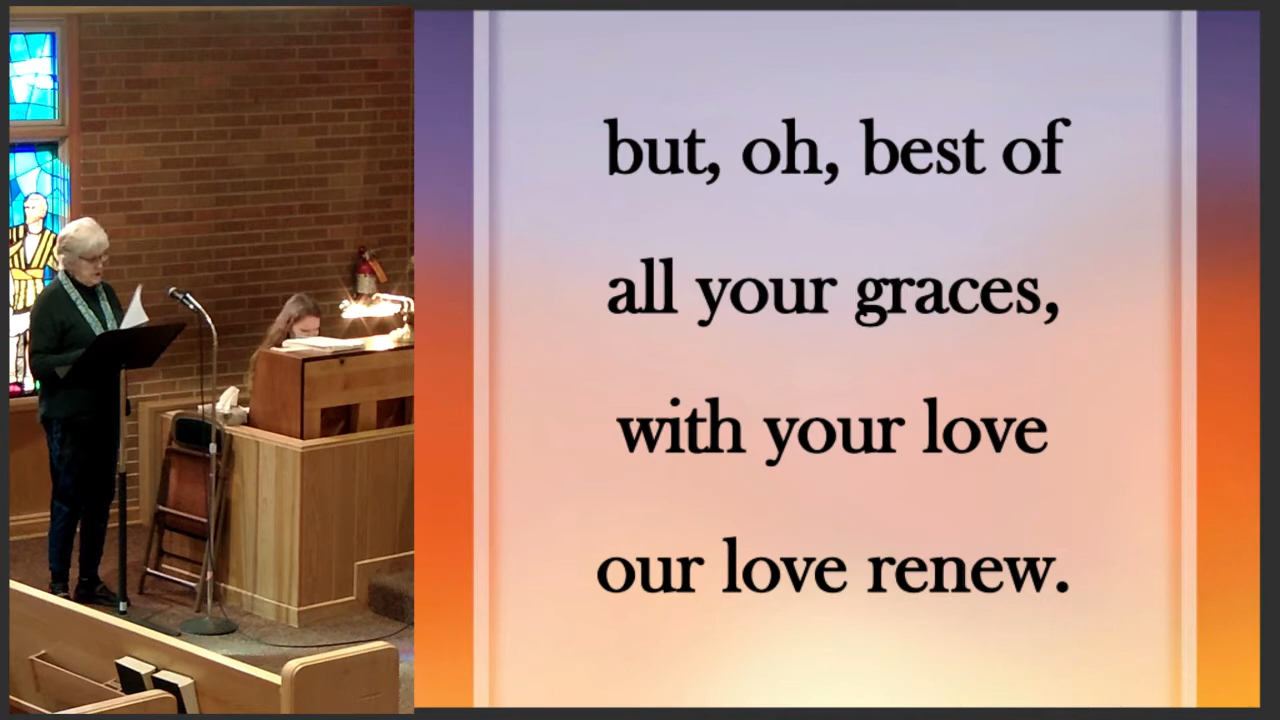 but, oh, best of
all your graces,
with your love
our love renew.